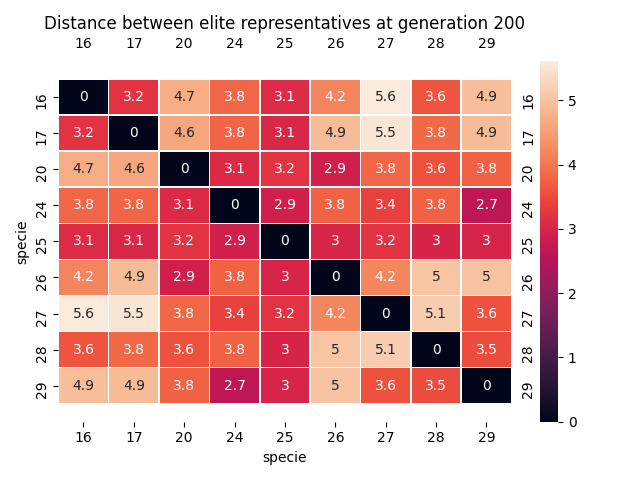 Distance between elite representatives at generation 200
16 17 20 24 25 26 27 28 29
16 0 3.2 4.7 3.8 3.1 4.2 5.6 3.6 4.9 16
17 3.2 0 4.6 3.8 3.1 4.9 5.5 3.8 4.9 17
20 4.7 4.6 0 3.1 3.2 2.9 3.8 3.6 3.8 20
24 3.8 3.8 3.1 0 2.9 3.8 3.4 3.8 2.7 24
25 3.1 3.1 3.2 2.9 0 3 3.2 3 3 25
26 4.2 4.9 2.9 3.8 3 0 4.2 5 5 26
27 5.6 5.5 3.8 3.4 3.2 4.2 0 5.1 3.6 27
28 3.6 3.8 3.6 3.8 3 5 5.1 0 3.5 28
29 4.9 4.9 3.8 2.7 3 5 3.6 3.5 0 29
16 17 20 24 25 26 27 28 29
specie
specie
5
4
3
2
1
0